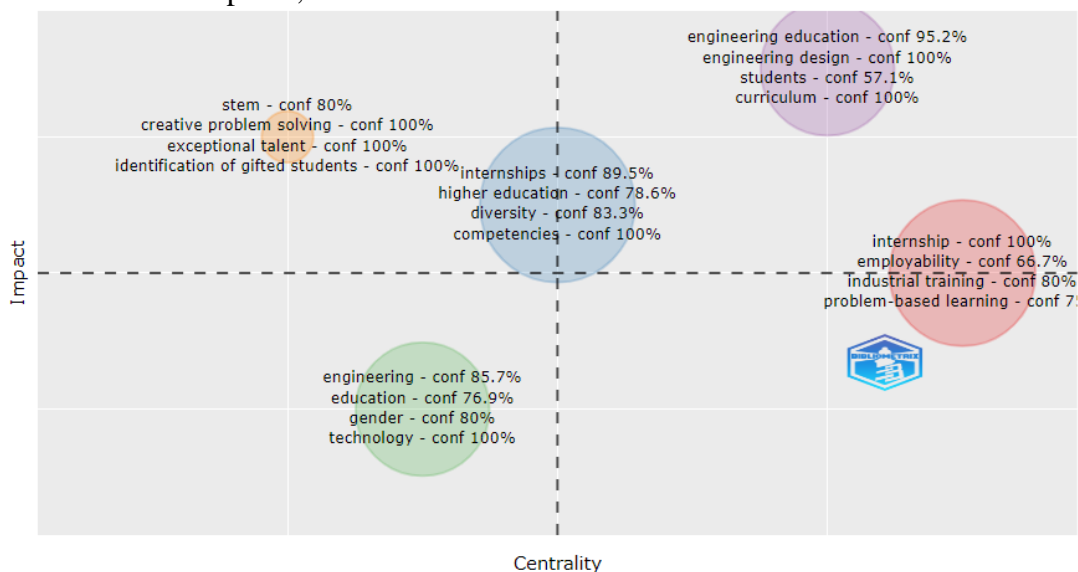 engineering education - conf 95.2%
engineering design - conf 100%
students - conf 57.1%
curriculum - conf 100%
stem - conf 80%
creative problem solving - conf 100%
exceptional talent - conf 100%
identification of gifted students - conf 100%
internships - conf 89.5%
higher education - conf 78.6%
diversity - conf 83.3%
competencies - conf 100%
internship - conf 100%
employability - conf 66.7%
industrial training - conf 80%
problem-based learning - conf
Impact
BIBLIOMETRIX
engineering - conf 85.7%
education - conf 76.9%
gender - conf 80%
technology - conf 100%
Centrality